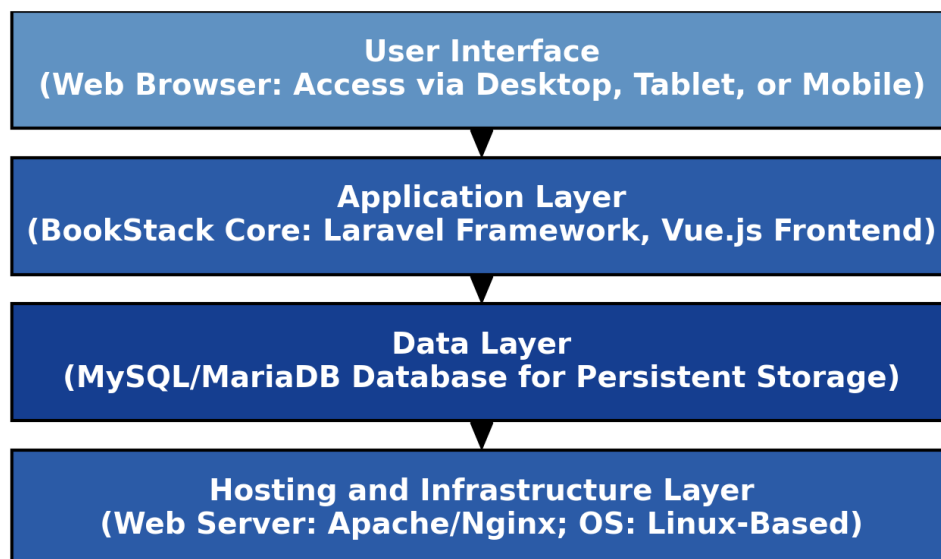 User Interface
(Web Browser: Access via Desktop, Tablet, or Mobile)
Application Layer
(BookStack Core: Laravel Framework, Vue.js Frontend)
Data Layer
(MySQL/MariaDB Database for Persistent Storage)
Hosting and Infrastructure Layer
(Web Server: Apache/Nginx; OS: Linux-Based)